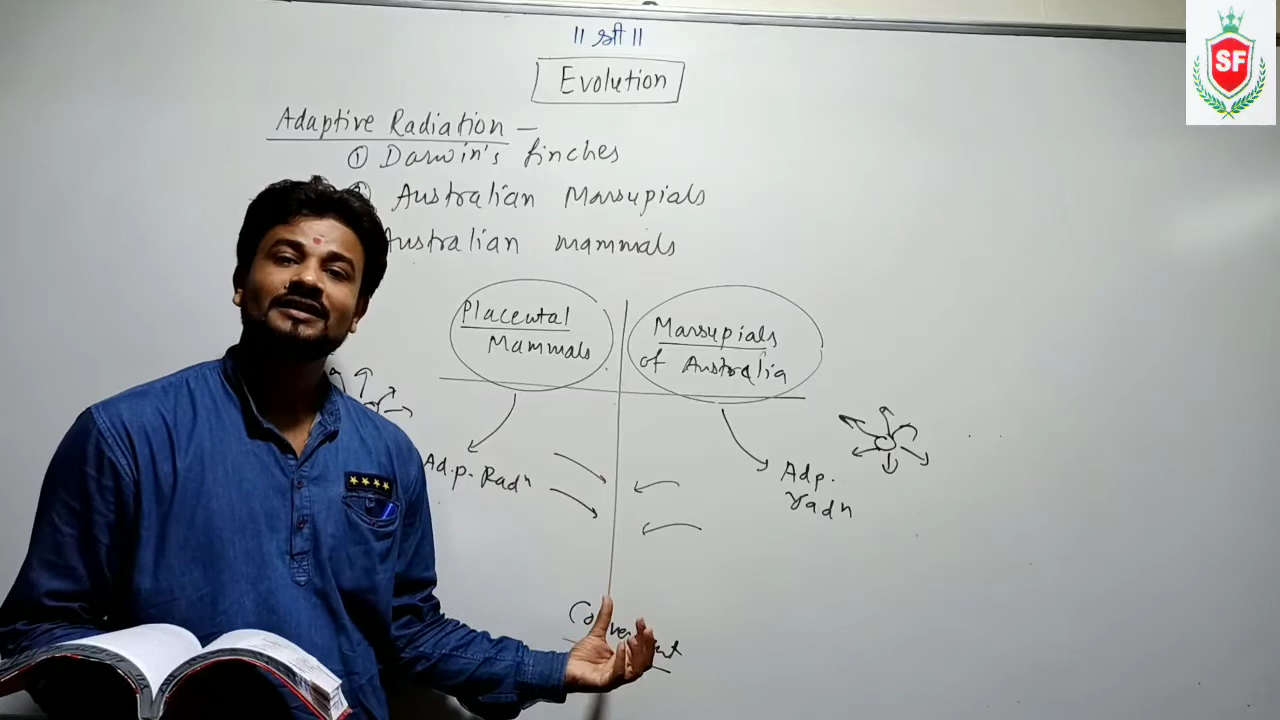 ॥ श्री ॥
Evolution
Adaptive Radiation -
① Darwin's finches
Australian Marsupials
Australian mammals
Placental
Mammals
Marsupials
of Australia
Adp. Radn
Adp.
radn
SF